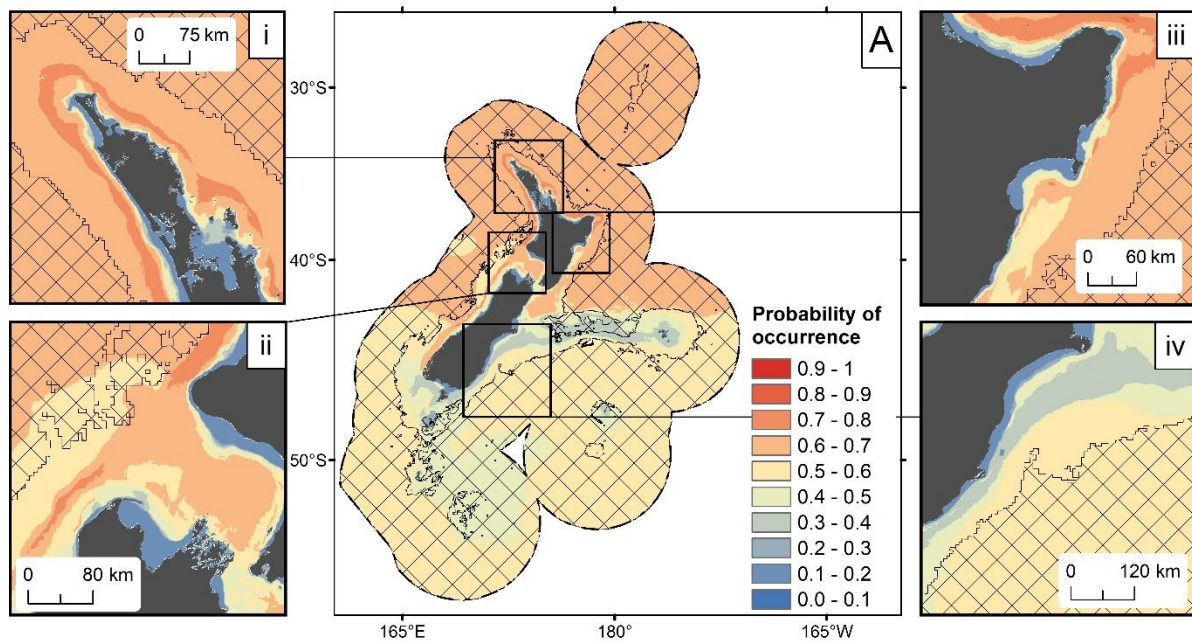 i
0 75 km
A
iii
0 60 km
30°S
40°S
50°S
ii
0 80 km
iv
0 120 km
Probability of
occurrence
0.9 - 1
0.8 - 0.9
0.7 - 0.8
0.6 - 0.7
0.5 - 0.6
0.4 - 0.5
0.3 - 0.4
0.2 - 0.3
0.1 - 0.2
0.0 - 0.1
165°E 180° 165°W